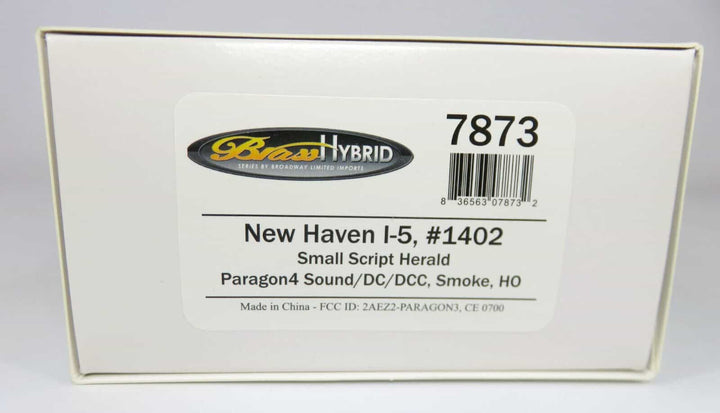 Brass HYBRID
SERIES BY BROADWAY LIMITED IMPORTS
7873
8 36563 07873 2
New Haven I-5, #1402
Small Script Herald
Paragon4 Sound/DC/DCC, Smoke, HO
Made in China - FCC ID: 2AEZ2-PARAGON3, CE 0700